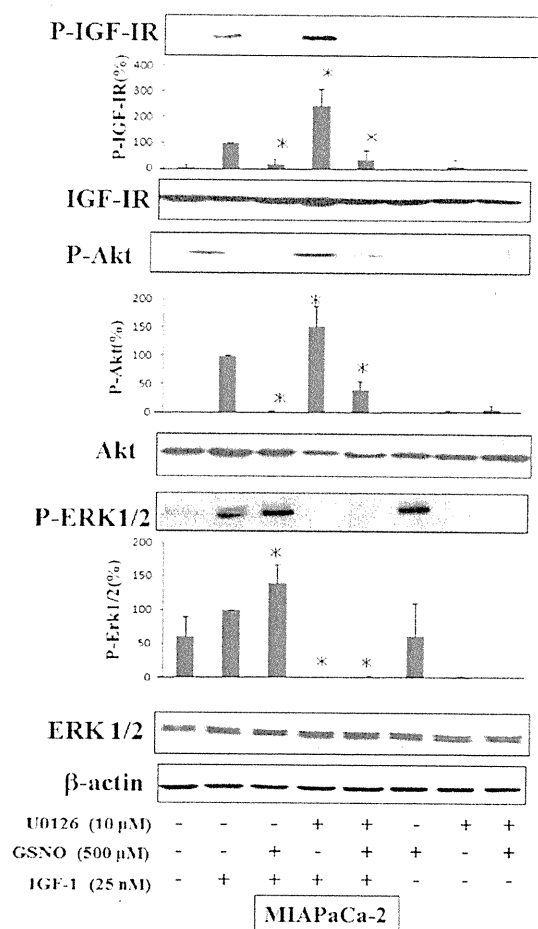 P-IGF-IR
400
300
200
100
0
P-IGF-IR(%)
*
*
*
IGF-IR
P-Akt
200
150
100
50
0
P-Akt(%)
*
*
*
Akt
P-ERK1/2
200
150
100
50
0
P-Erk1/2(%)
*
*
*
ERK 1/2
β-actin
U0126 (10 μM) - - - + + - + +
GSNO (500 μM) - - + - + + - +
IGF-1 (25 nM) - + + + + - - -
MIAPaCa-2